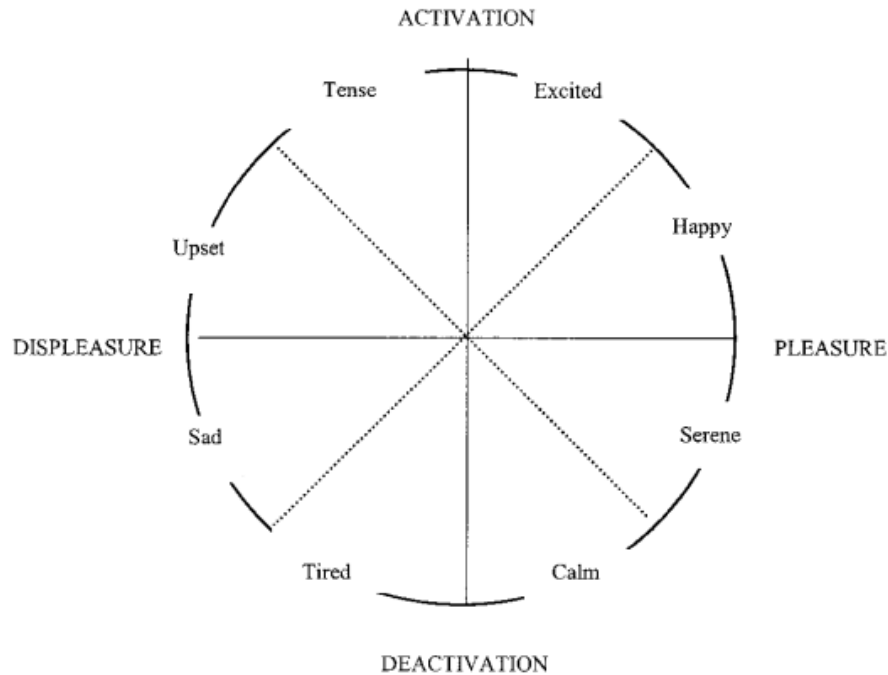 ACTIVATION
Tense
Excited
Upset
Happy
DISPLEASURE
PLEASURE
Sad
Serene
Tired
Calm
DEACTIVATION